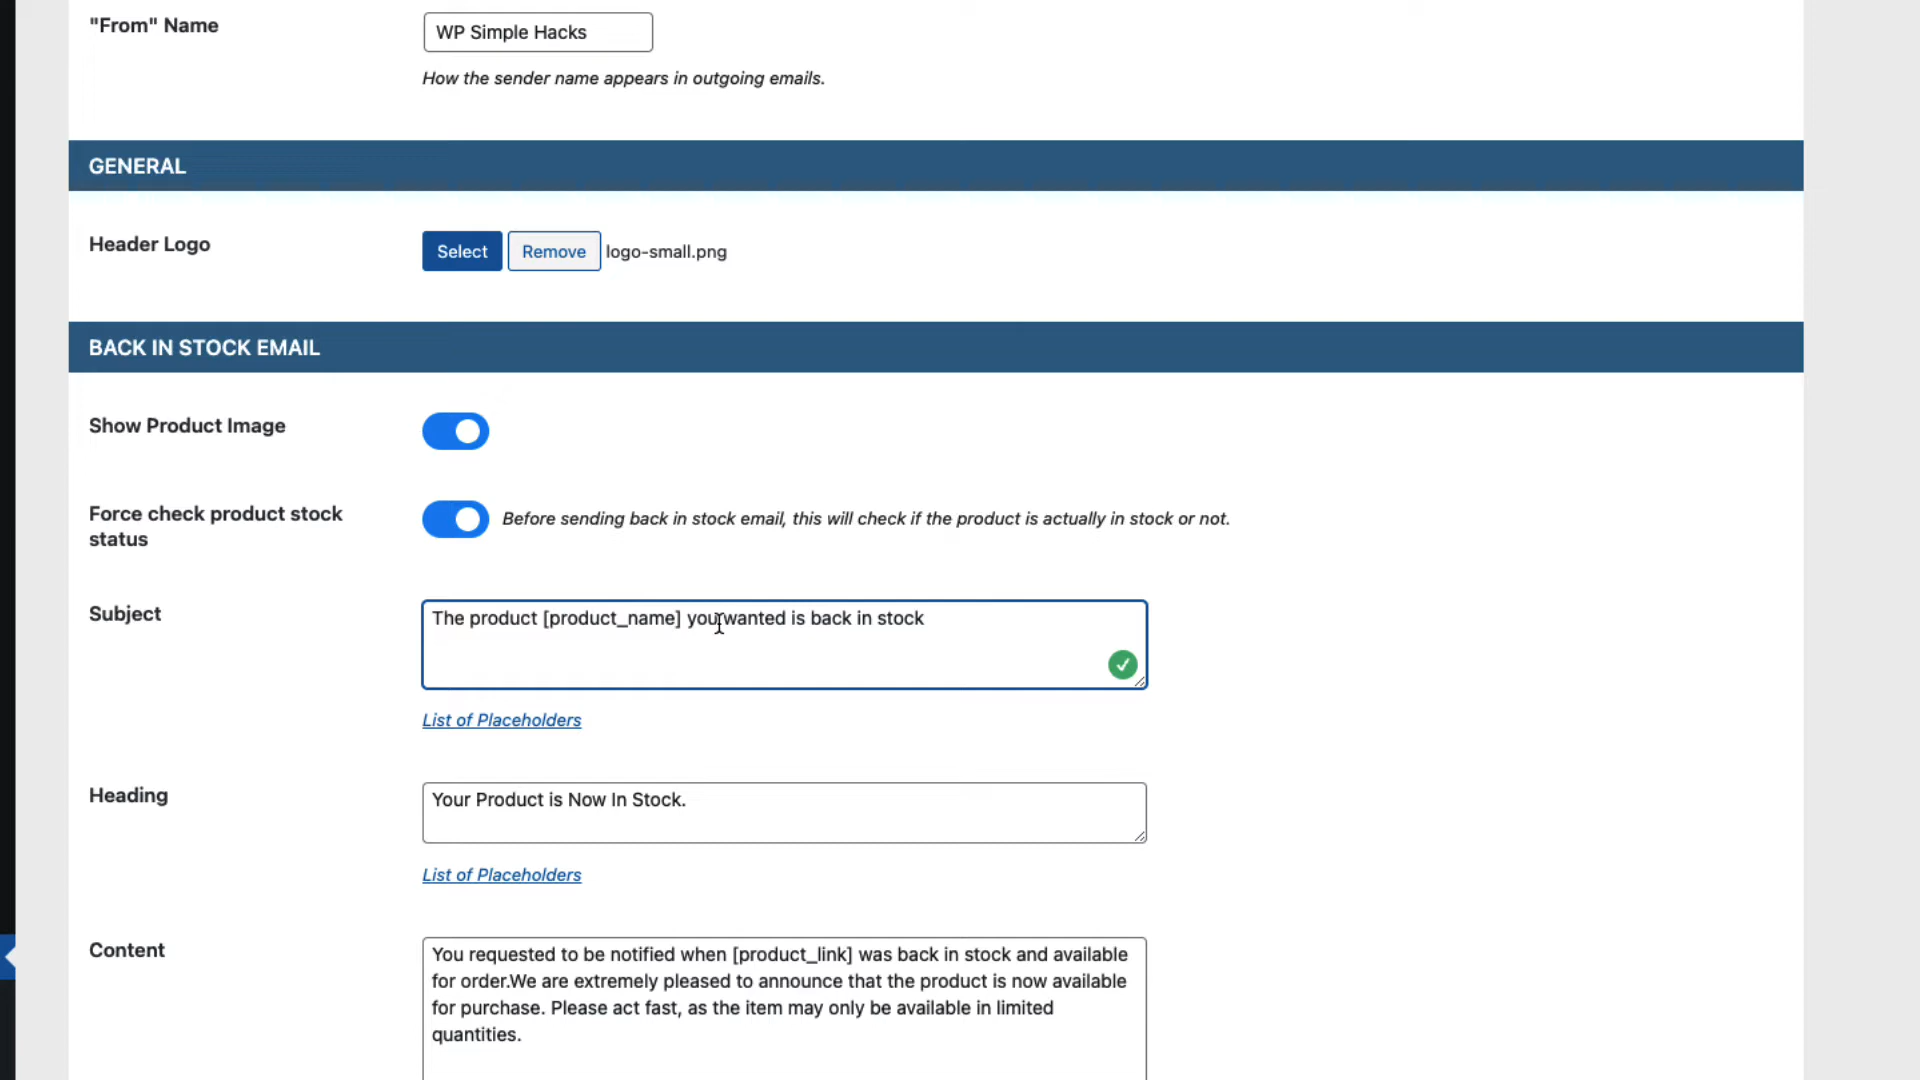 "From" Name
WP Simple Hacks
How the sender name appears in outgoing emails.
GENERAL
Header Logo
Select
Remove
logo-small.png
BACK IN STOCK EMAIL
Show Product Image
Force check product stock
status
Before sending back in stock email, this will check if the product is actually in stock or not.
Subject
The product [product_name] you wanted is back in stock
List of Placeholders
Heading
Your Product is Now In Stock.
List of Placeholders
Content
You requested to be notified when [product_link] was back in stock and available
for order.We are extremely pleased to announce that the product is now available
for purchase. Please act fast, as the item may only be available in limited
quantities.